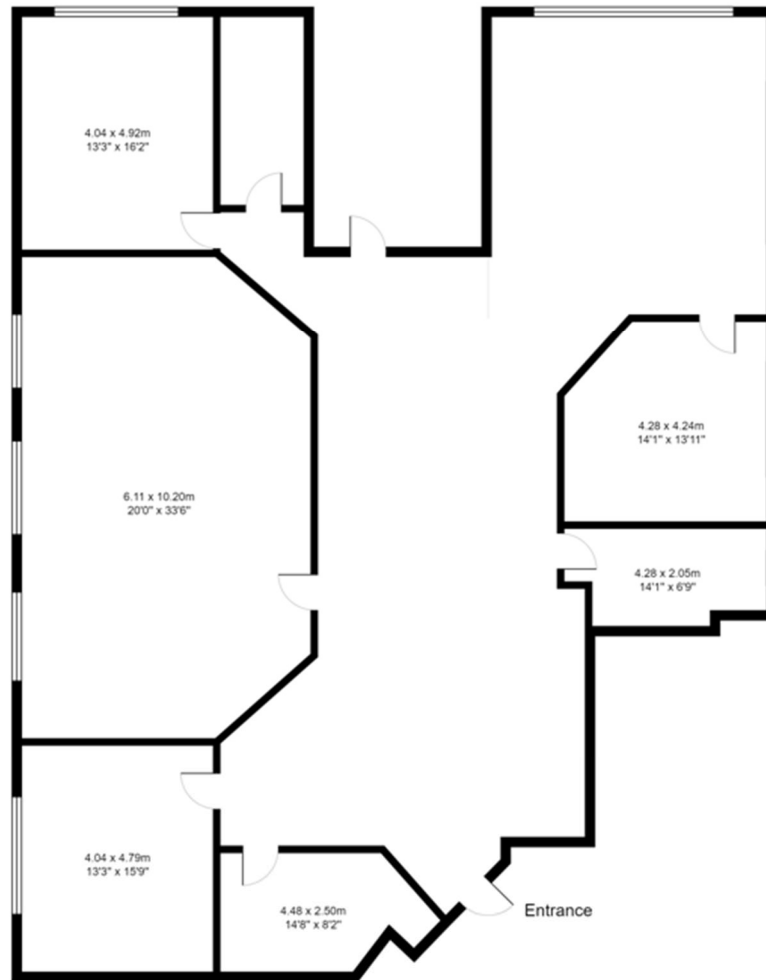 4.04 x 4.92m
13'3" x 16'2"
4.28 x 4.24m
14'1" x 13'11"
6.11 x 10.20m
20'0" x 33'6"
4.28 x 2.05m
14'1" x 6'9"
4.04 x 4.79m
13'3" x 15'9"
4.48 x 2.50m
14'8" x 8'2"
Entrance